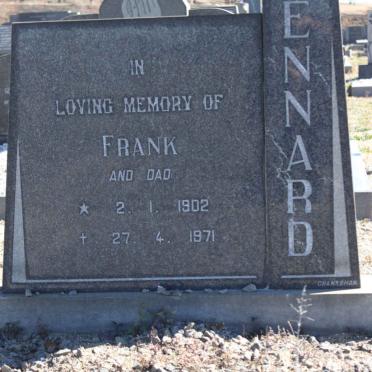 IN
LOVING MEMORY OF
FRANK
AND DAD
* 2. 1. 1902
† 27. 4. 1971
ENNARD